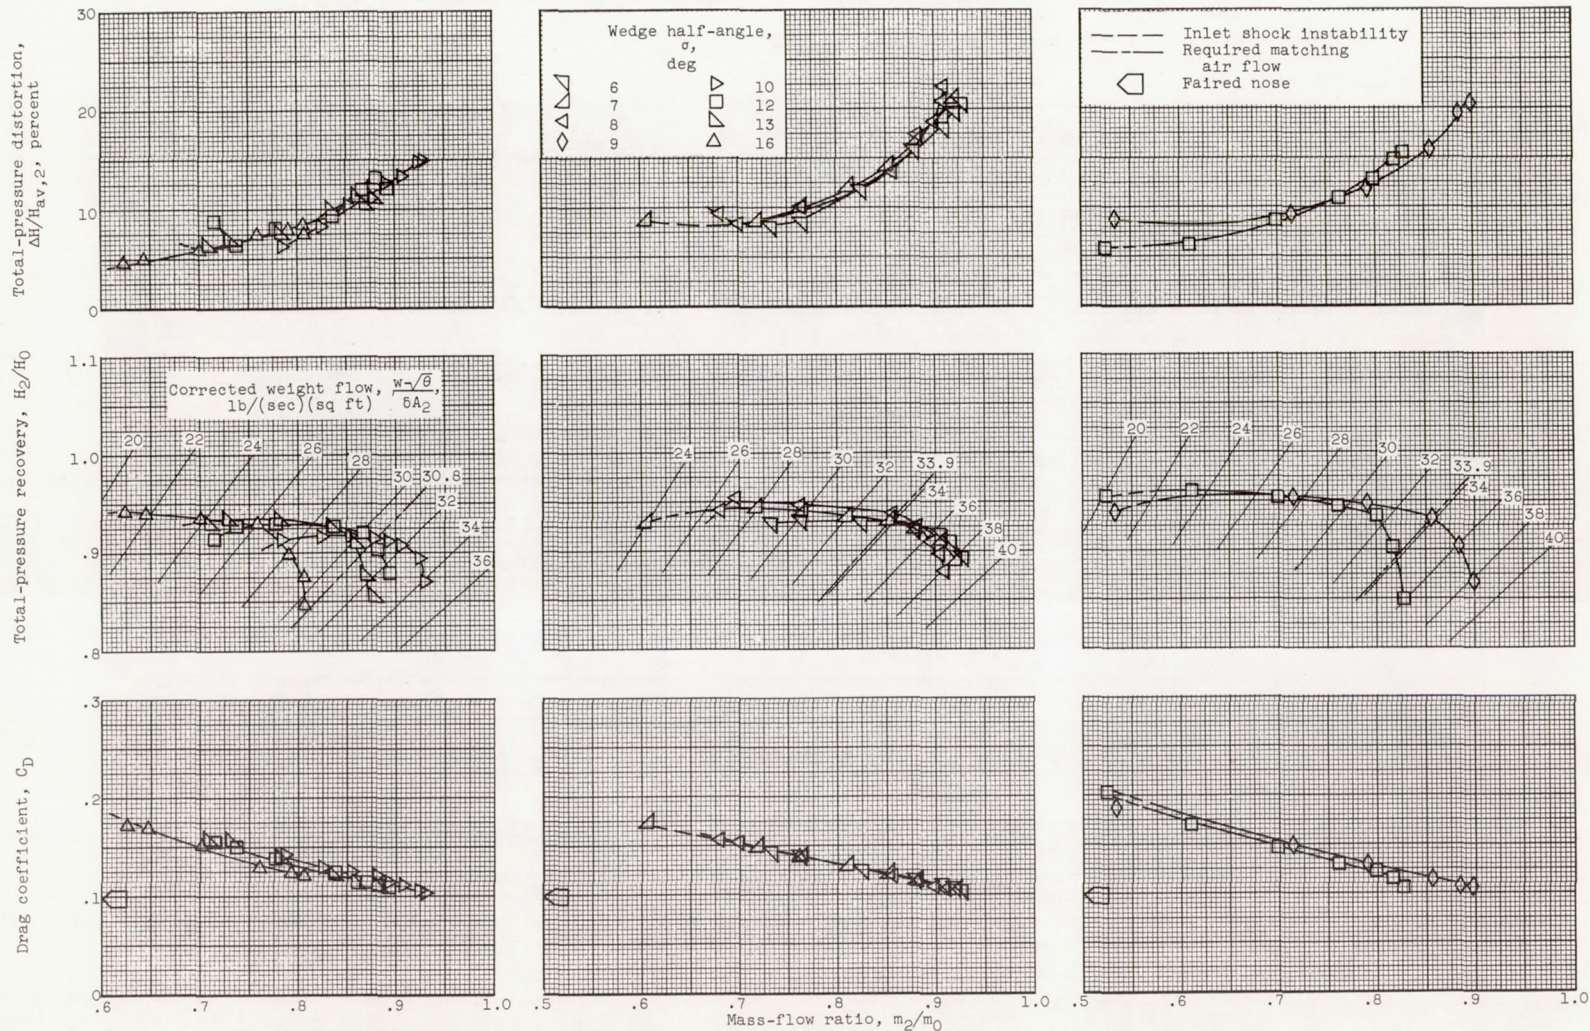 Total-pressure distortion,
ΔH/Hav,2, percent
30
20
10
0
Wedge half-angle,
σ,
deg
6 10
7 12
8 13
9 16
Inlet shock instability
Required matching
air flow
Faired nose
Total-pressure recovery, H2/H0
1.1
1.0
.9
.8
Corrected weight flow, w√θ/δA2,
lb/(sec)(sq ft)
20 22 24 26 28 30 30.8 32 34 36
24 26 28 30 32 33.9 34 36 38 40
20 22 24 26 28 30 32 33.9 34 36 38 40
Drag coefficient, CD
.3
.2
.1
0
.6 .7 .8 .9 1.0
.5 .6 .7 .8 .9 1.0
.5 .6 .7 .8 .9 1.0
Mass-flow ratio, m2/m0